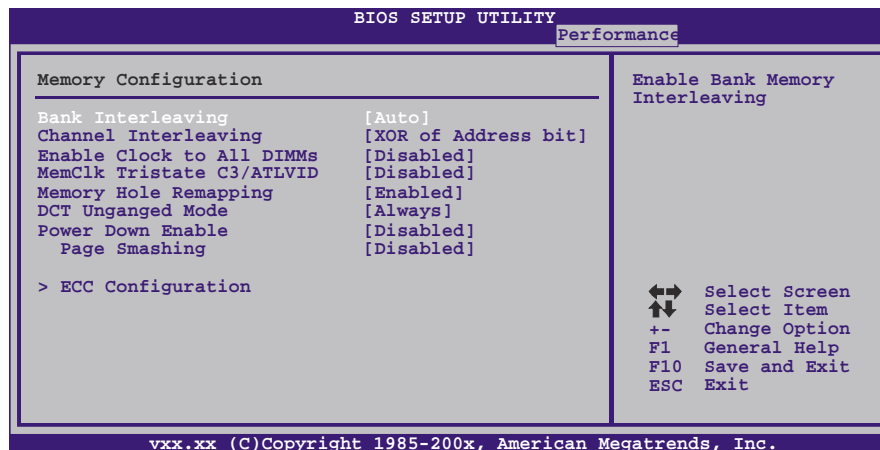 BIOS SETUP UTILITY
Performance
Memory Configuration
Bank Interleaving [Auto]
Channel Interleaving [XOR of Address bit]
Enable Clock to All DIMMs [Disabled]
MemClk Tristate C3/ATLVID [Disabled]
Memory Hole Remapping [Enabled]
DCT Unganged Mode [Always]
Power Down Enable [Disabled]
Page Smashing [Disabled]
> ECC Configuration
Enable Bank Memory
Interleaving
Select Screen
Select Item
+- Change Option
F1 General Help
F10 Save and Exit
ESC Exit
vxx.xx (C)Copyright 1985-200x, American Megatrends, Inc.